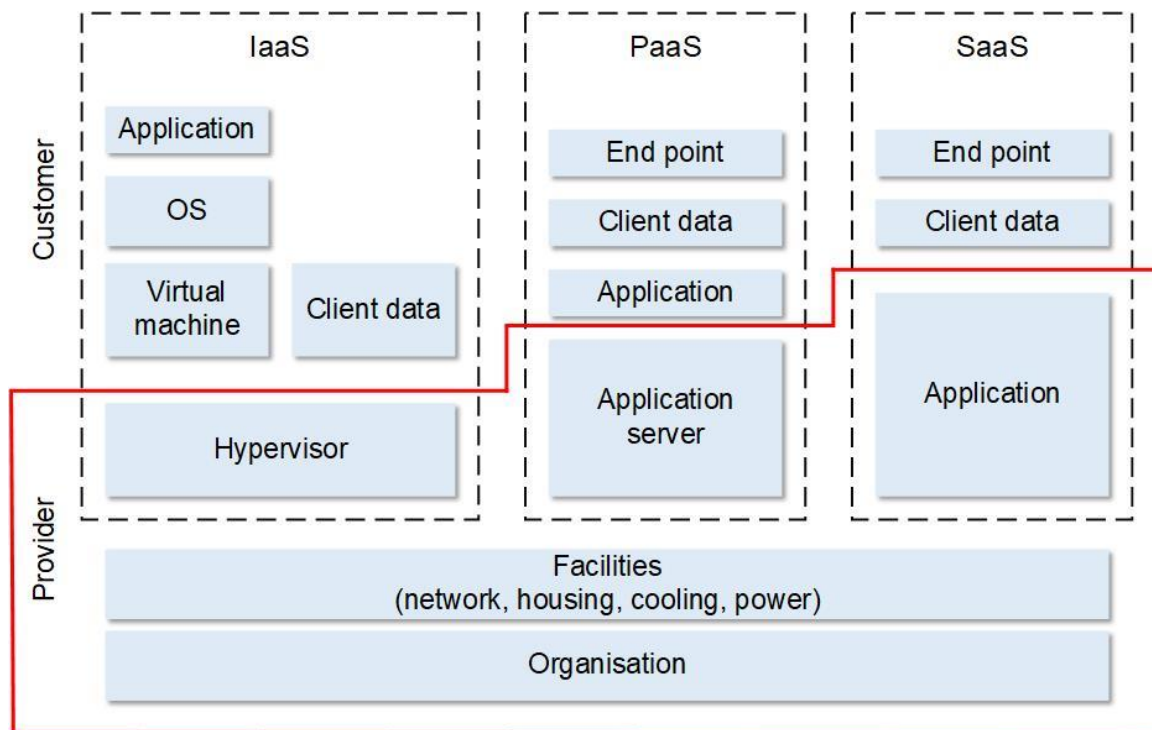 IaaS
PaaS
SaaS
Customer
Provider
Application
OS
Virtual
machine
Client data
Hypervisor
End point
Client data
Application
Application
server
End point
Client data
Application
Facilities
(network, housing, cooling, power)
Organisation